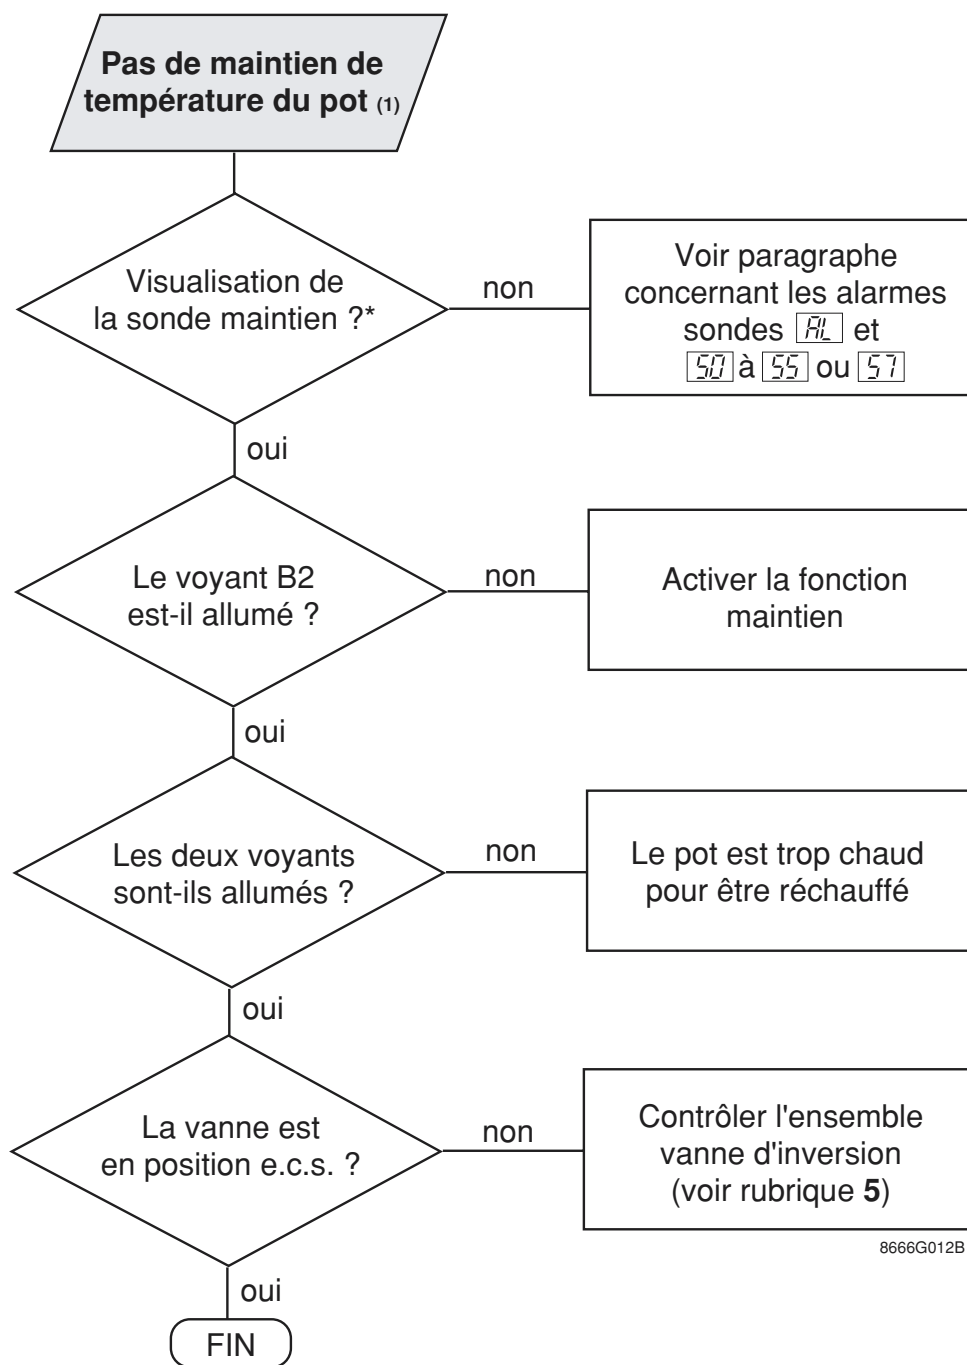 Pas de maintien de
température du pot (1)
Visualisation de
la sonde maintien ?*
non
Voir paragraphe
concernant les alarmes
sondes AL et
50 à 55 ou 57
oui
Le voyant B2
est-il allumé ?
non
Activer la fonction
maintien
oui
Les deux voyants
sont-ils allumés ?
non
Le pot est trop chaud
pour être réchauffé
oui
La vanne est
en position e.c.s. ?
non
Contrôler l'ensemble
vanne d'inversion
(voir rubrique 5)
8666G012B
oui
FIN